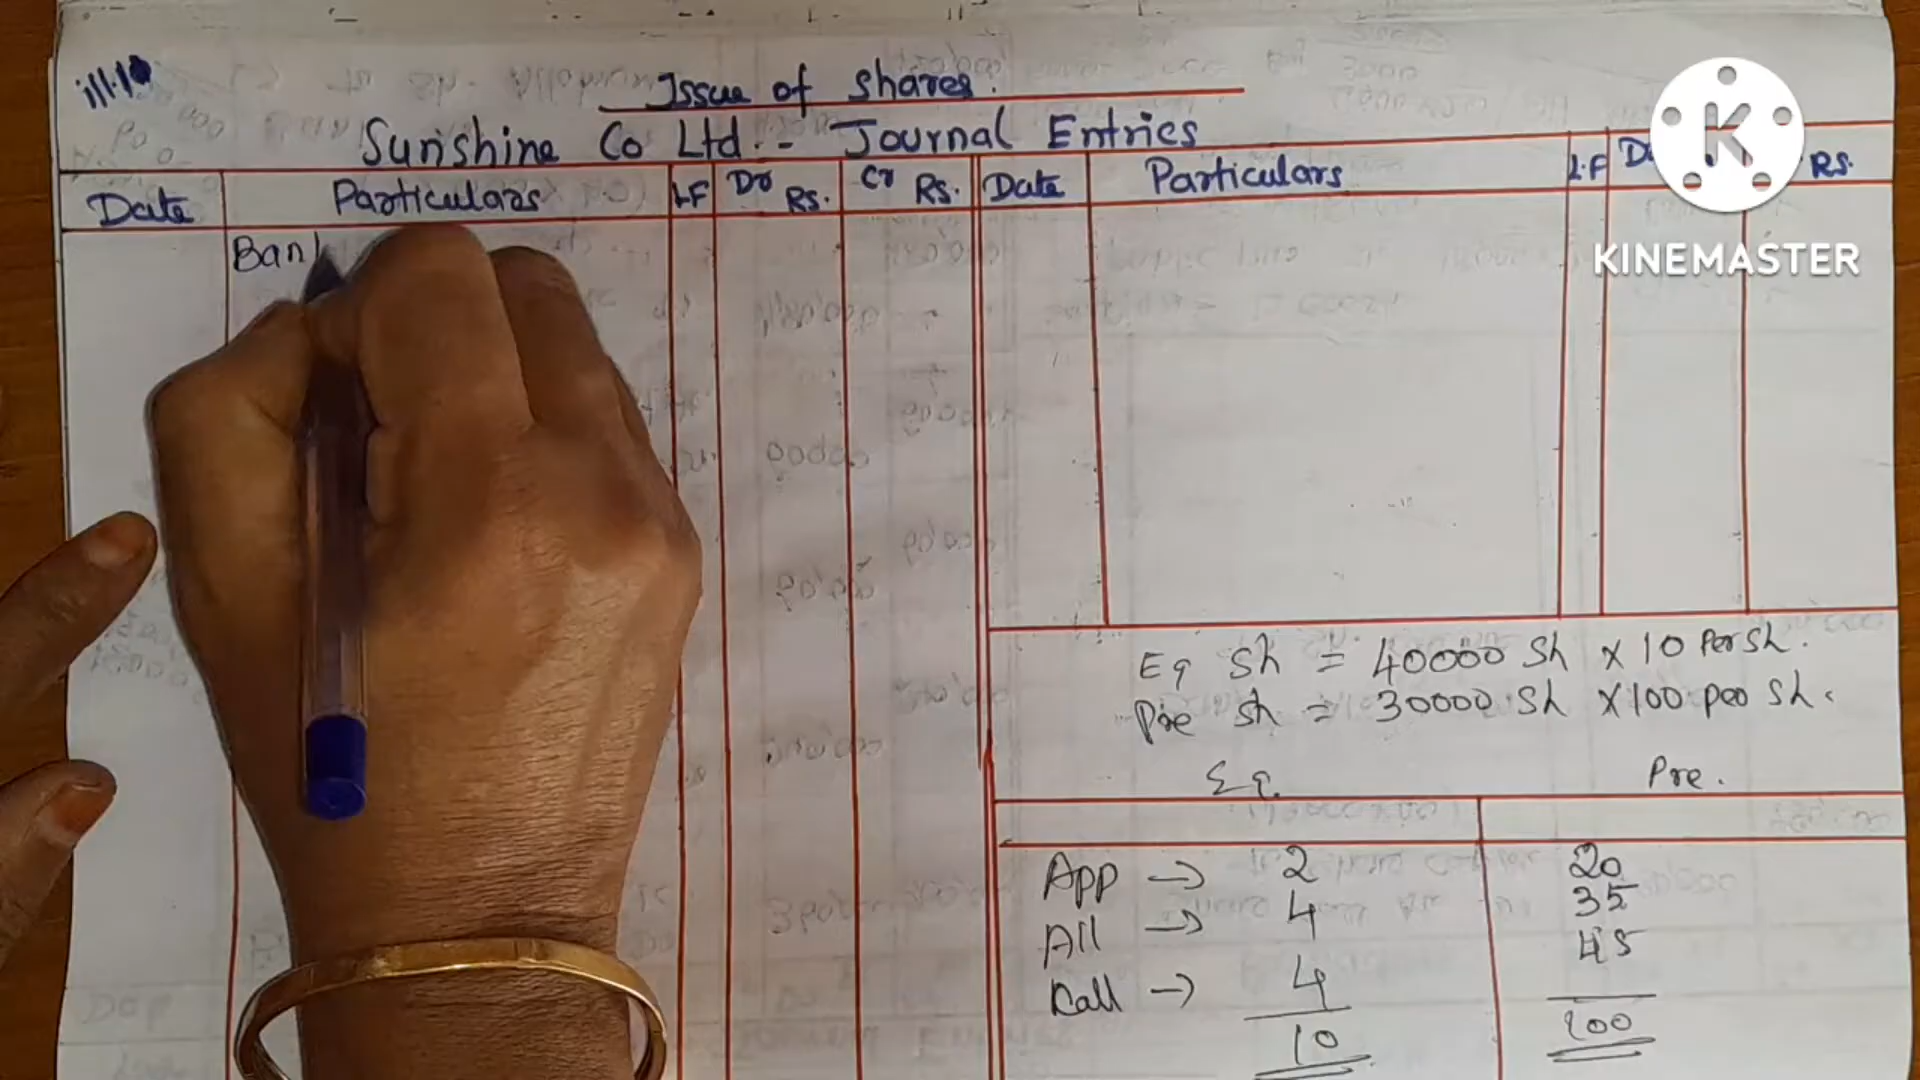 Issue of shares.
Sunshine Co Ltd. - Journal Entries
Date Particulars L.F Dr Rs. Cr Rs. Date Particulars L.F Rs.
Bank
KINEMASTER
Eq Sh = 40000 Sh × 10 Per Sh.
Pre Sh = 30000 Sh × 100 per Sh.
Eq. Pre.
App → 2 20
All → 4 35
Call → 4 45
10 100